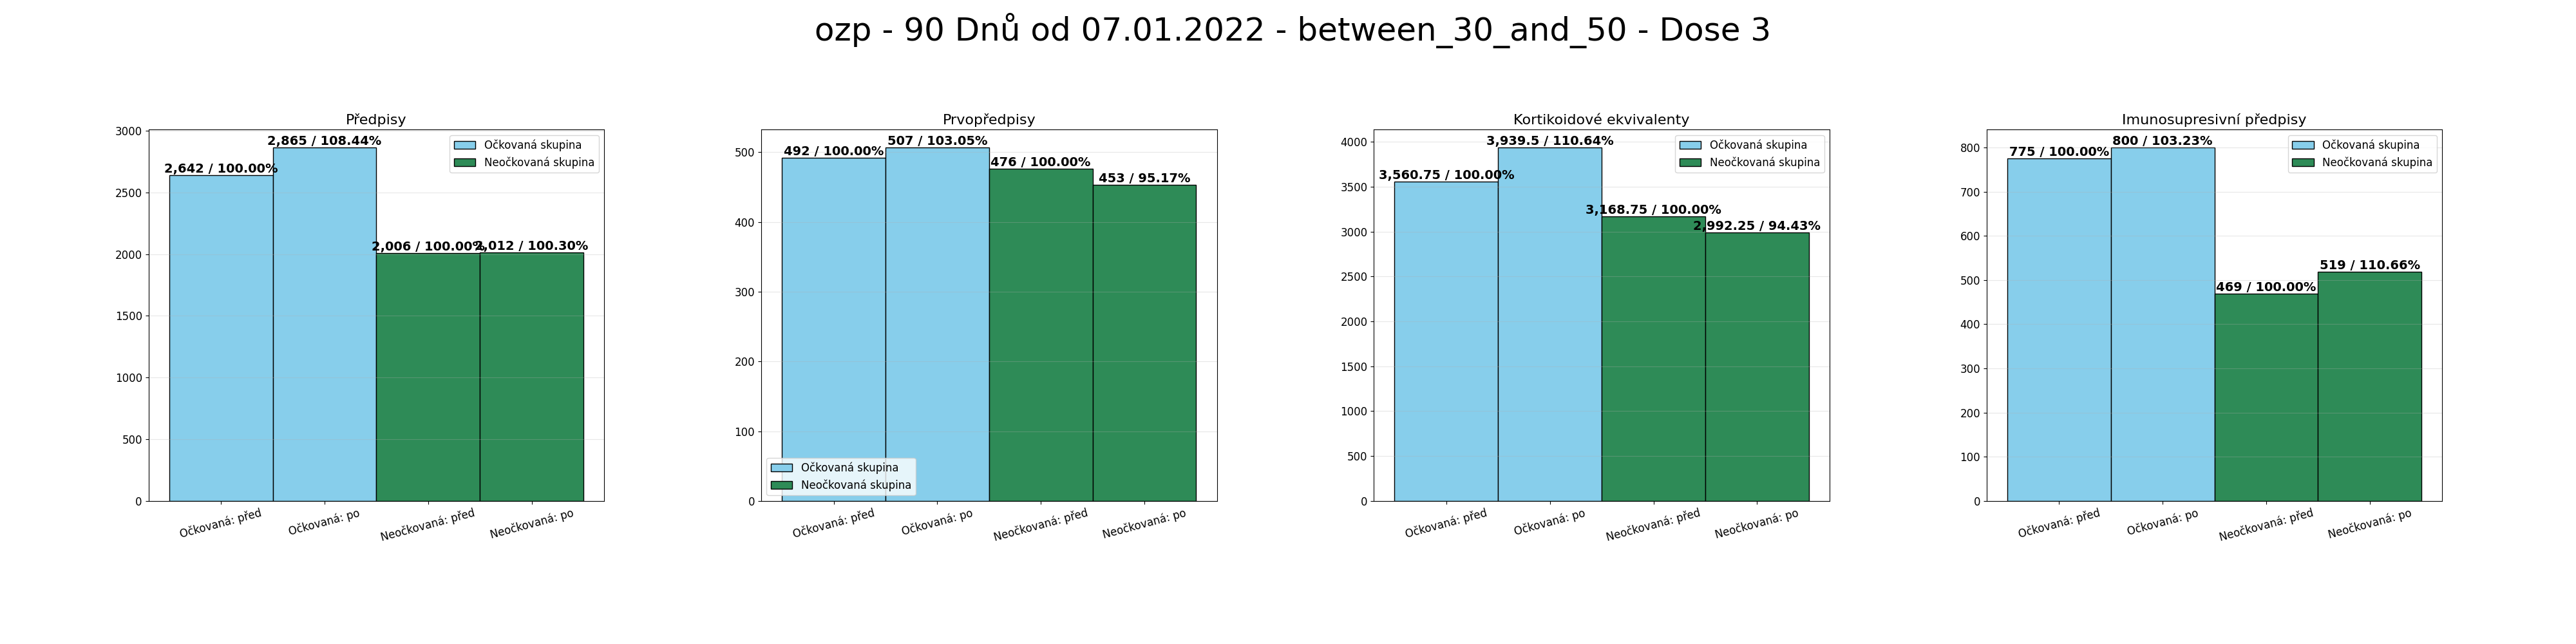 ozp - 90 Dnů od 07.01.2022 - between_30_and_50 - Dose 3
Předpisy
3000
2500
2000
1500
1000
500
0
2,642 / 100.00%
2,865 / 108.44%
2,006 / 100.00%
2,012 / 100.30%
Očkovaná skupina
Neočkovaná skupina
Očkovaná: před
Očkovaná: po
Neočkovaná: před
Neočkovaná: po
Prvopředpisy
500
400
300
200
100
0
492 / 100.00%
507 / 103.05%
476 / 100.00%
453 / 95.17%
Očkovaná skupina
Neočkovaná skupina
Očkovaná: před
Očkovaná: po
Neočkovaná: před
Neočkovaná: po
Kortikoidové ekvivalenty
4000
3500
3000
2500
2000
1500
1000
500
0
3,560.75 / 100.00%
3,939.5 / 110.64%
3,168.75 / 100.00%
2,992.25 / 94.43%
Očkovaná skupina
Neočkovaná skupina
Očkovaná: před
Očkovaná: po
Neočkovaná: před
Neočkovaná: po
Imunosupresivní předpisy
800
700
600
500
400
300
200
100
0
775 / 100.00%
800 / 103.23%
469 / 100.00%
519 / 110.66%
Očkovaná skupina
Neočkovaná skupina
Očkovaná: před
Očkovaná: po
Neočkovaná: před
Neočkovaná: po